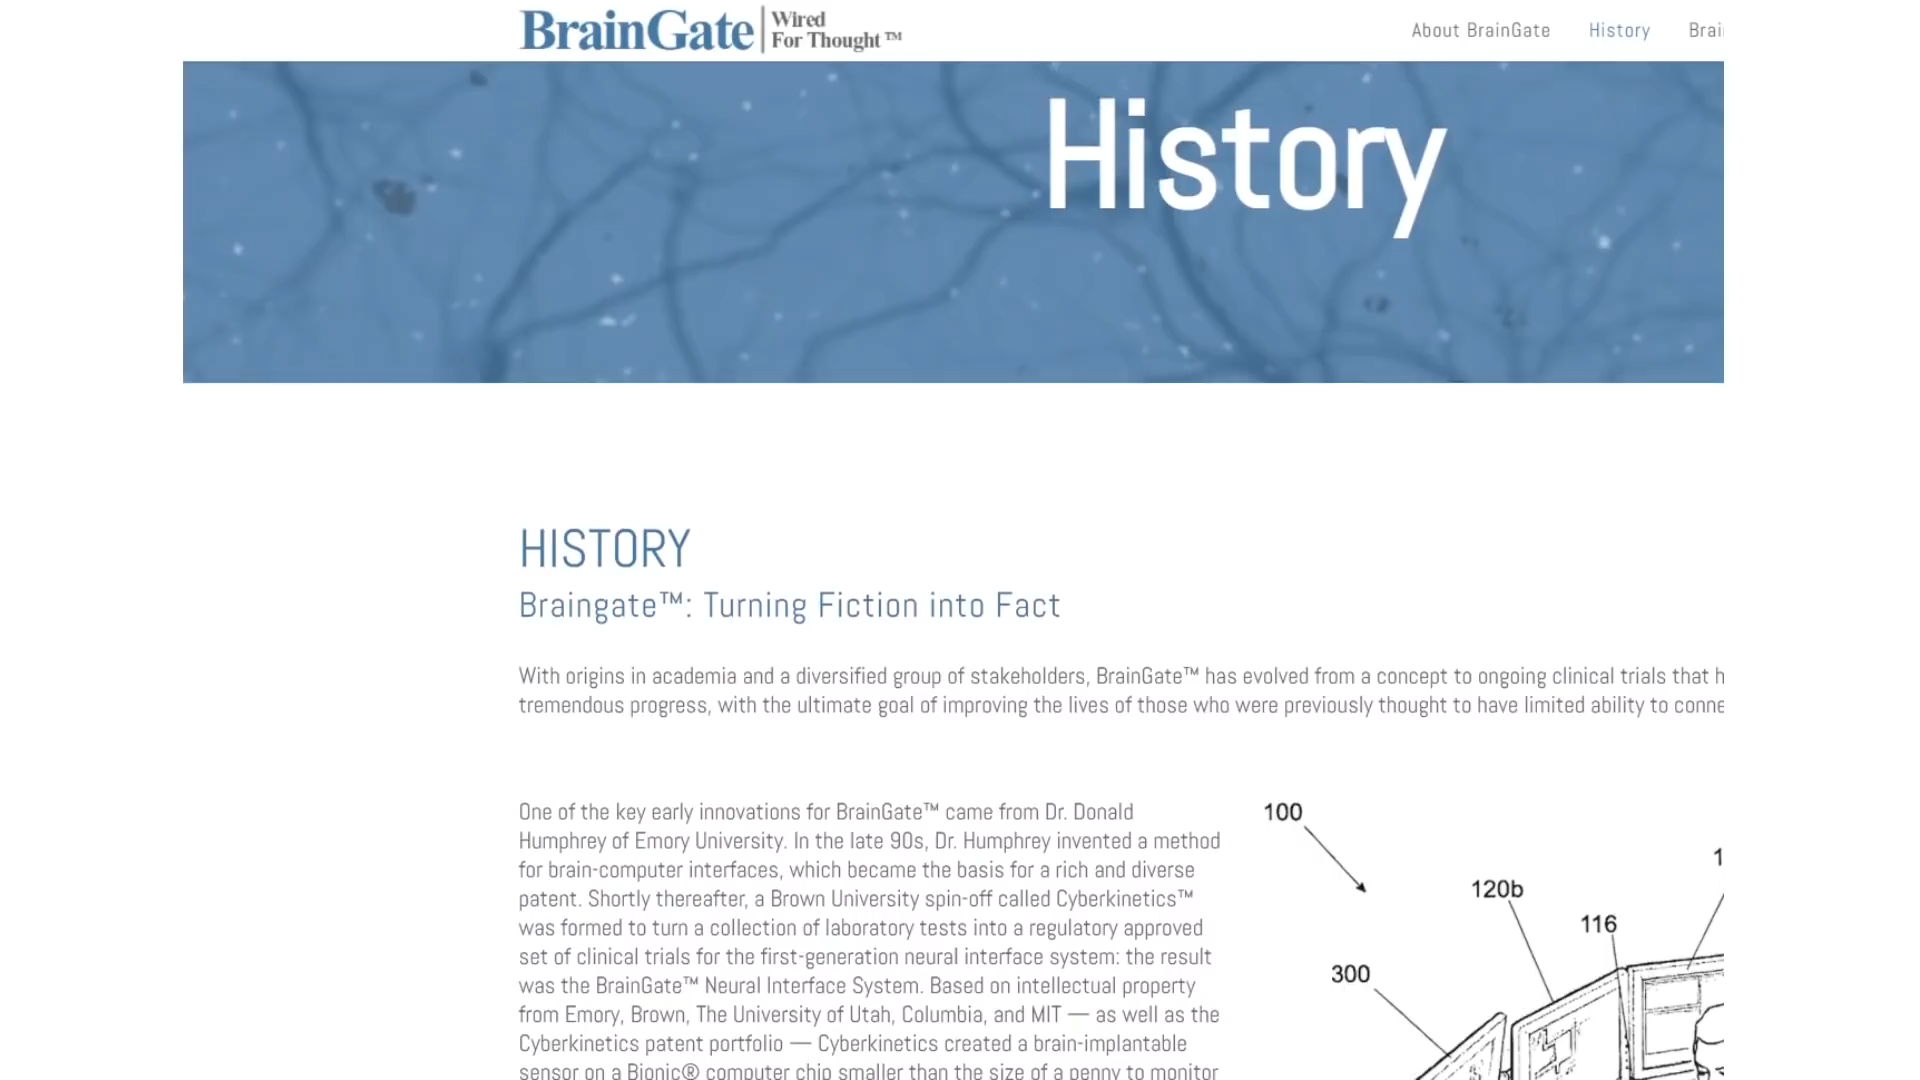 BrainGate | Wired For Thought™
About BrainGate History Brai
History
HISTORY
Braingate™: Turning Fiction into Fact
With origins in academia and a diversified group of stakeholders, BrainGate™ has evolved from a concept to ongoing clinical trials that h
tremendous progress, with the ultimate goal of improving the lives of those who were previously thought to have limited ability to conne
One of the key early innovations for BrainGate™ came from Dr. Donald
Humphrey of Emory University. In the late 90s, Dr. Humphrey invented a method
for brain-computer interfaces, which became the basis for a rich and diverse
patent. Shortly thereafter, a Brown University spin-off called Cyberkinetics™
was formed to turn a collection of laboratory tests into a regulatory approved
set of clinical trials for the first-generation neural interface system: the result
was the BrainGate™ Neural Interface System. Based on intellectual property
from Emory, Brown, The University of Utah, Columbia, and MIT — as well as the
Cyberkinetics patent portfolio — Cyberkinetics created a brain-implantable
sensor on a Bionic® computer chip smaller than the size of a penny to monitor
100
1
120b
116
300